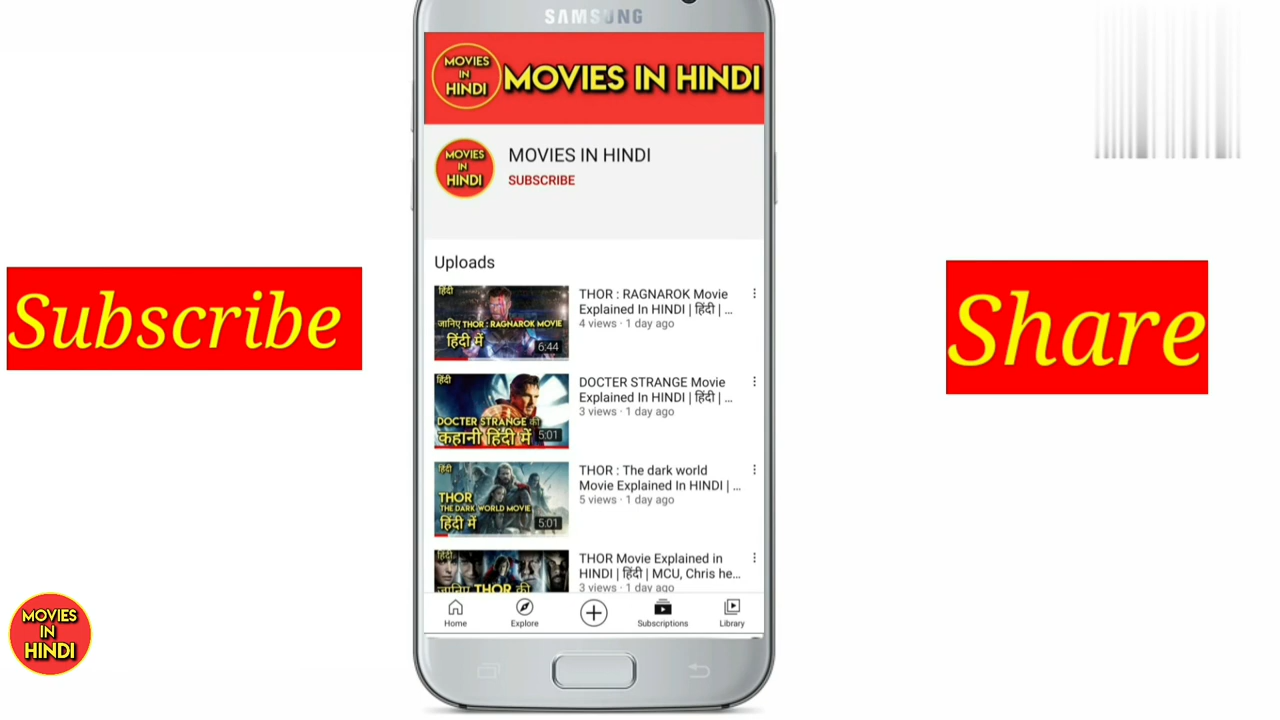 SAMSUNG
MOVIES
IN
HINDI
MOVIES IN HINDI
MOVIES
IN
HINDI
MOVIES IN HINDI
SUBSCRIBE
Uploads
हिंदी
जानिए THOR : RAGNAROK MOVIE
हिंदी में
6:44
THOR : RAGNAROK Movie
Explained In HINDI | हिंदी | ...
4 views · 1 day ago
हिंदी
DOCTER STRANGE की
कहानी हिंदी में
5:01
DOCTER STRANGE Movie
Explained In HINDI | हिंदी | ...
3 views · 1 day ago
हिंदी
THOR
THE DARK WORLD MOVIE
हिंदी में
5:01
THOR : The dark world
Movie Explained In HINDI | ...
5 views · 1 day ago
हिंदी
जानिए THOR की
THOR Movie Explained in
HINDI | हिंदी | MCU, Chris he...
3 views · 1 day ago
Home
Explore
Subscriptions
Library
Subscribe
Share
MOVIES
IN
HINDI